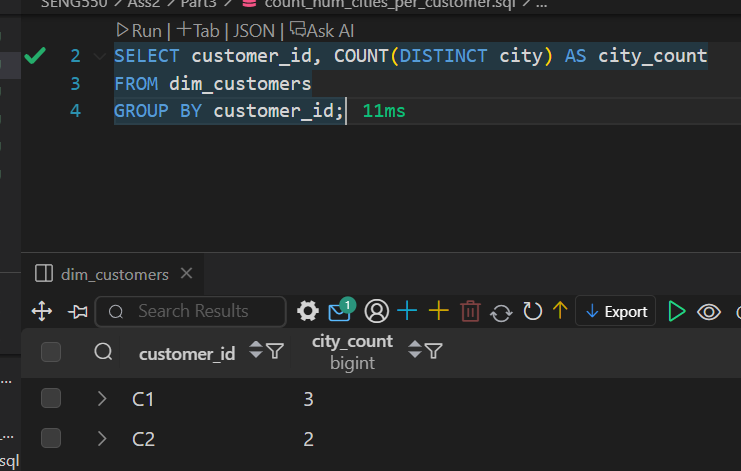 SENG550 > Ass2 > Part3 > count_num_cities_per_customer.sql > ...
Run | +Tab | JSON | Ask AI
2 SELECT customer_id, COUNT(DISTINCT city) AS city_count
3 FROM dim_customers
4 GROUP BY customer_id; 11ms
dim_customers
Search Results 1 Export
customer_id city_count
bigint
C1 3
C2 2
...
_...
sql